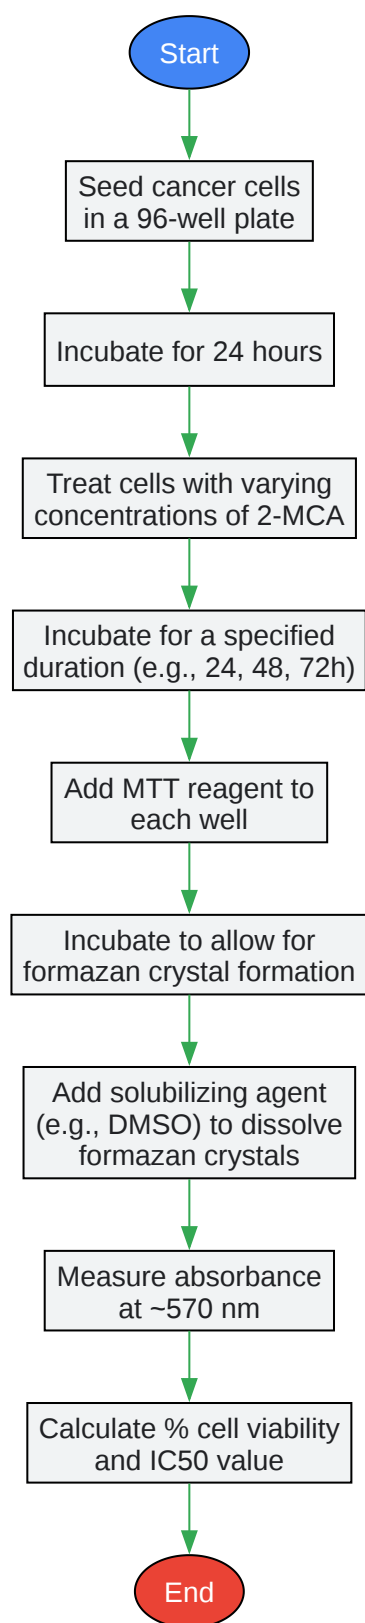 Start
Seed cancer cells
in a 96-well plate
Incubate for 24 hours
Treat cells with varying
concentrations of 2-MCA
Incubate for a specified
duration (e.g., 24, 48, 72h)
Add MTT reagent to
each well
Incubate to allow for
formazan crystal formation
Add solubilizing agent
(e.g., DMSO) to dissolve
formazan crystals
Measure absorbance
at ~570 nm
Calculate % cell viability
and IC50 value
End